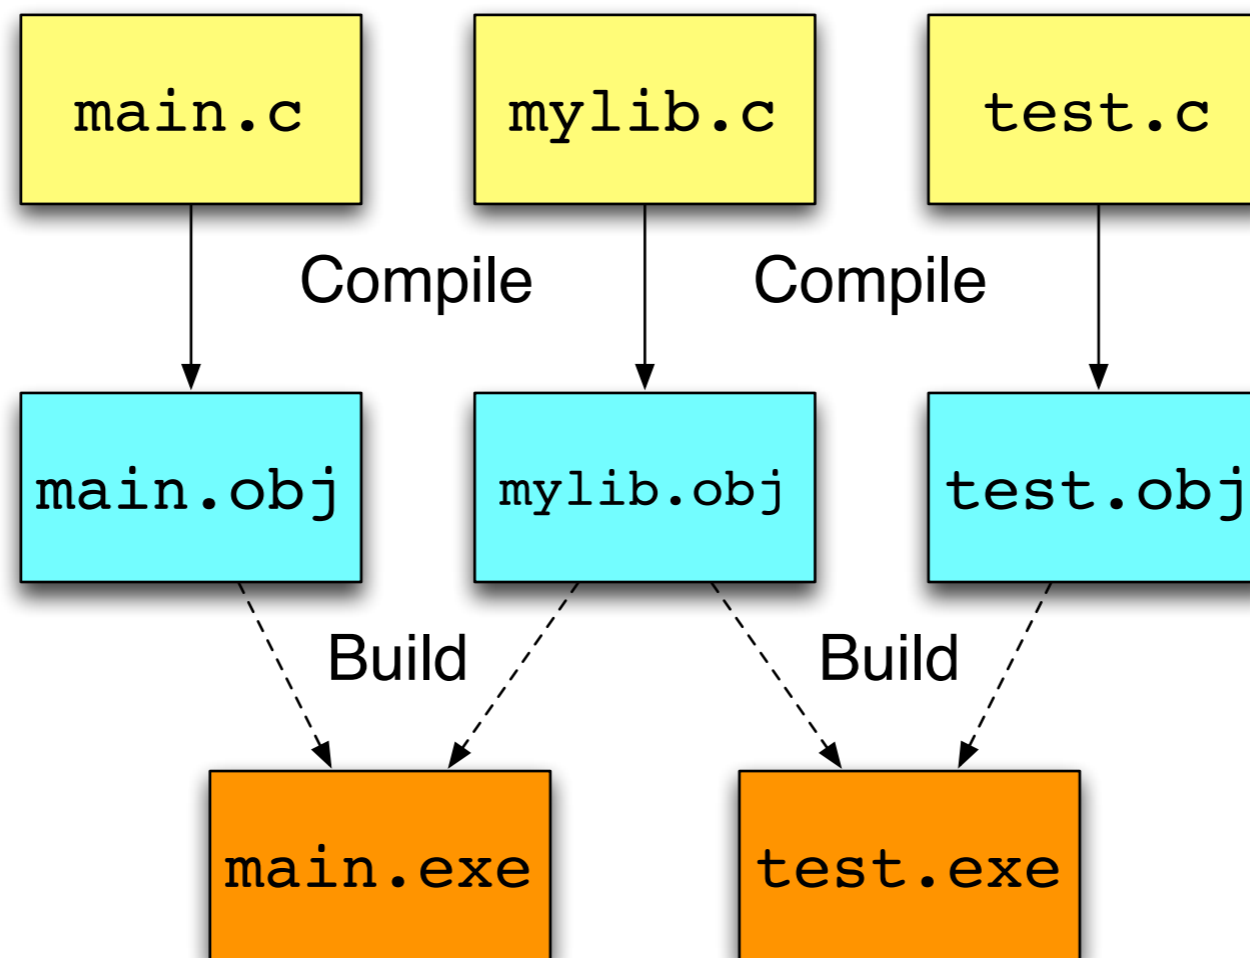 main.c
mylib.c
test.c
Compile
Compile
main.obj
mylib.obj
test.obj
Build
Build
main.exe
test.exe